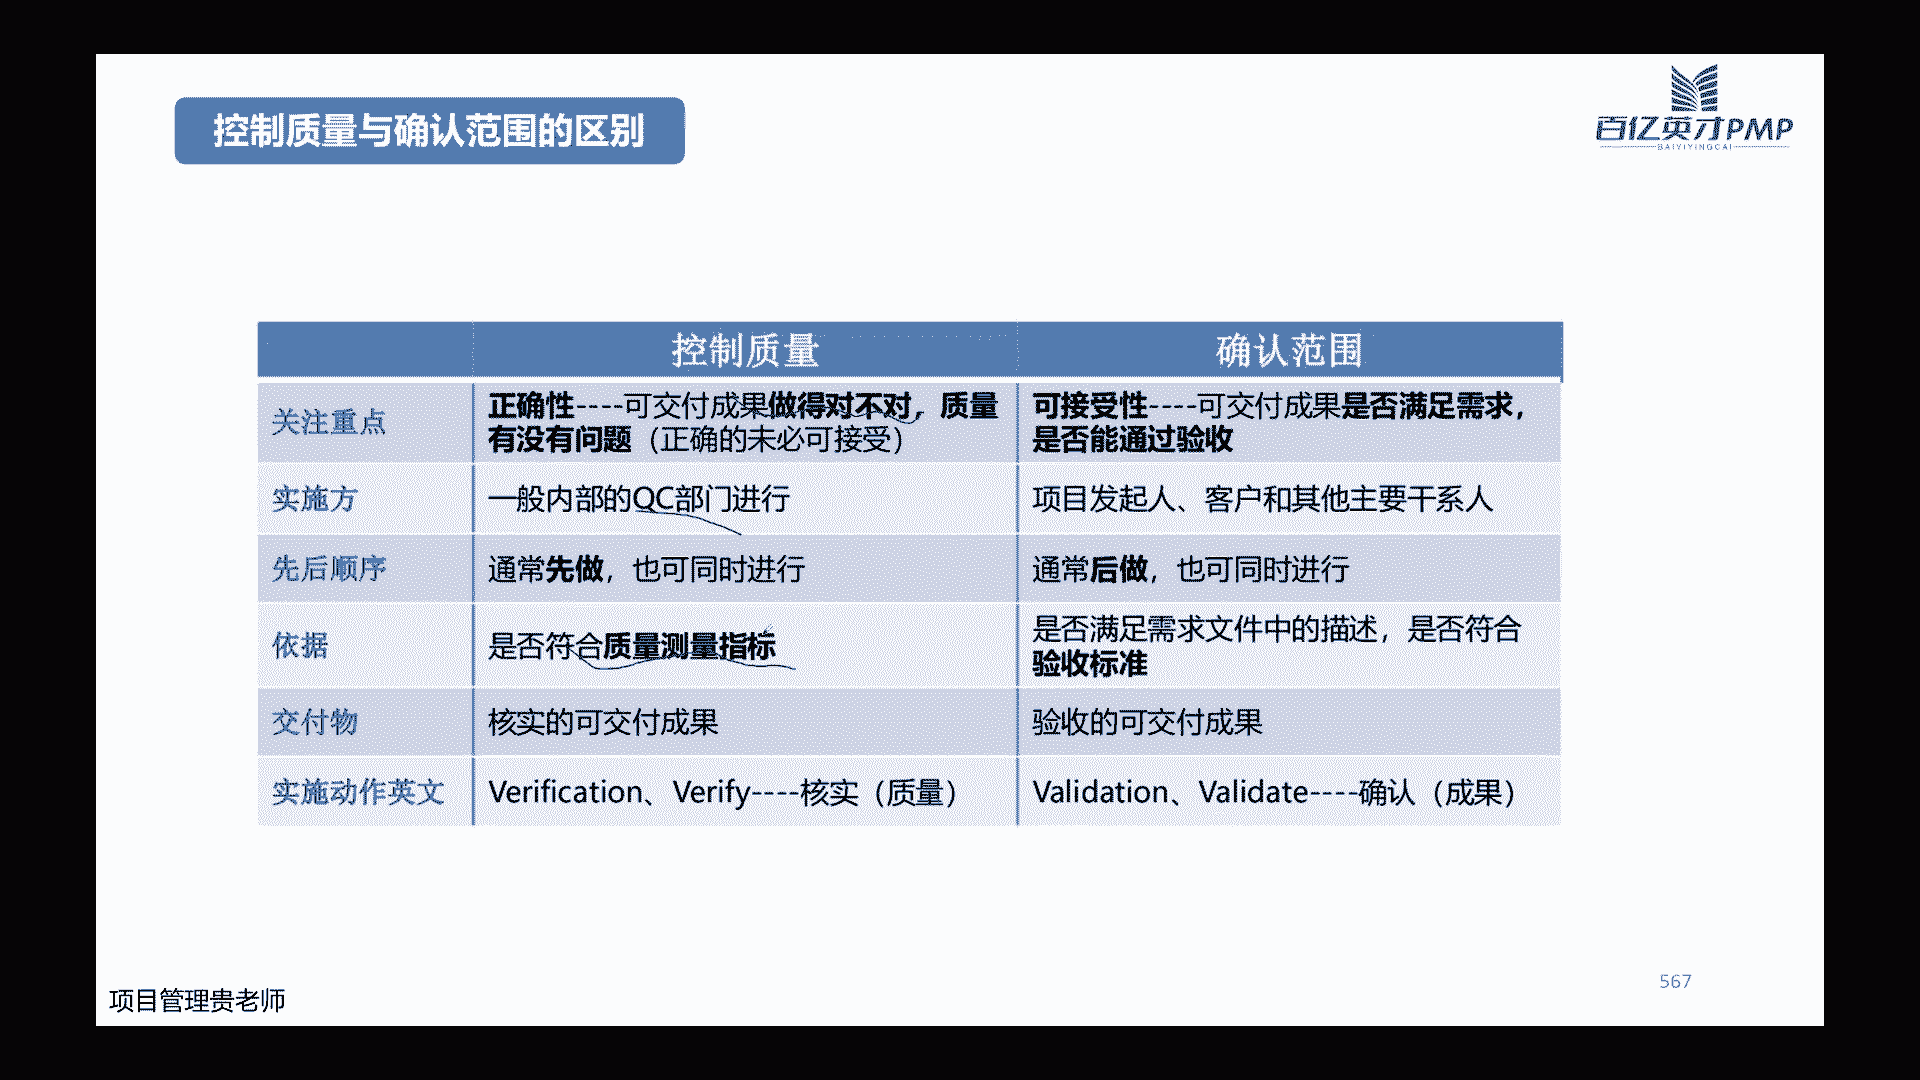 控制质量与确认范围的区别
百亿英才PMP
BAIYIYINGCAI
控制质量
确认范围
关注重点
正确性----可交付成果做得对不对，质量
有没有问题（正确的未必可接受）
可接受性----可交付成果是否满足需求，
是否能通过验收
实施方
一般内部的QC部门进行
项目发起人、客户和其他主要干系人
先后顺序
通常先做，也可同时进行
通常后做，也可同时进行
依据
是否符合质量测量指标
是否满足需求文件中的描述，是否符合
验收标准
交付物
核实的可交付成果
验收的可交付成果
实施动作英文
Verification、Verify----核实（质量）
Validation、Validate----确认（成果）
567
项目管理贵老师